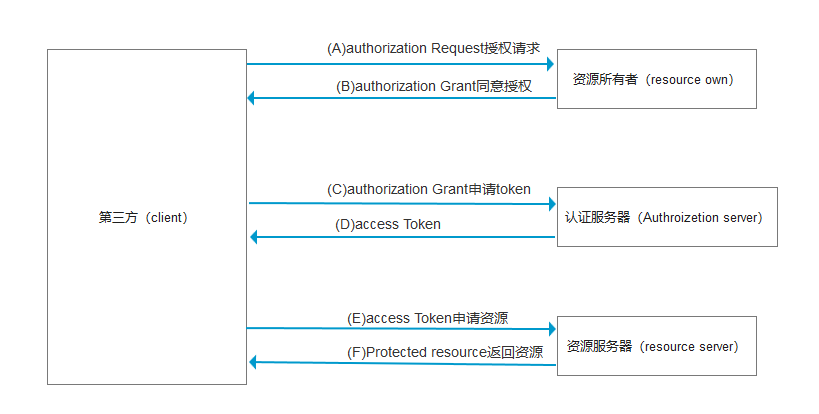 (A)authorization Request授权请求
资源所有者（resource own）
(B)authorization Grant同意授权
(C)authorization Grant申请token
第三方（client）
认证服务器（Authroizetion server）
(D)access Token
(E)access Token申请资源
资源服务器（resource server）
(F)Protected resource返回资源